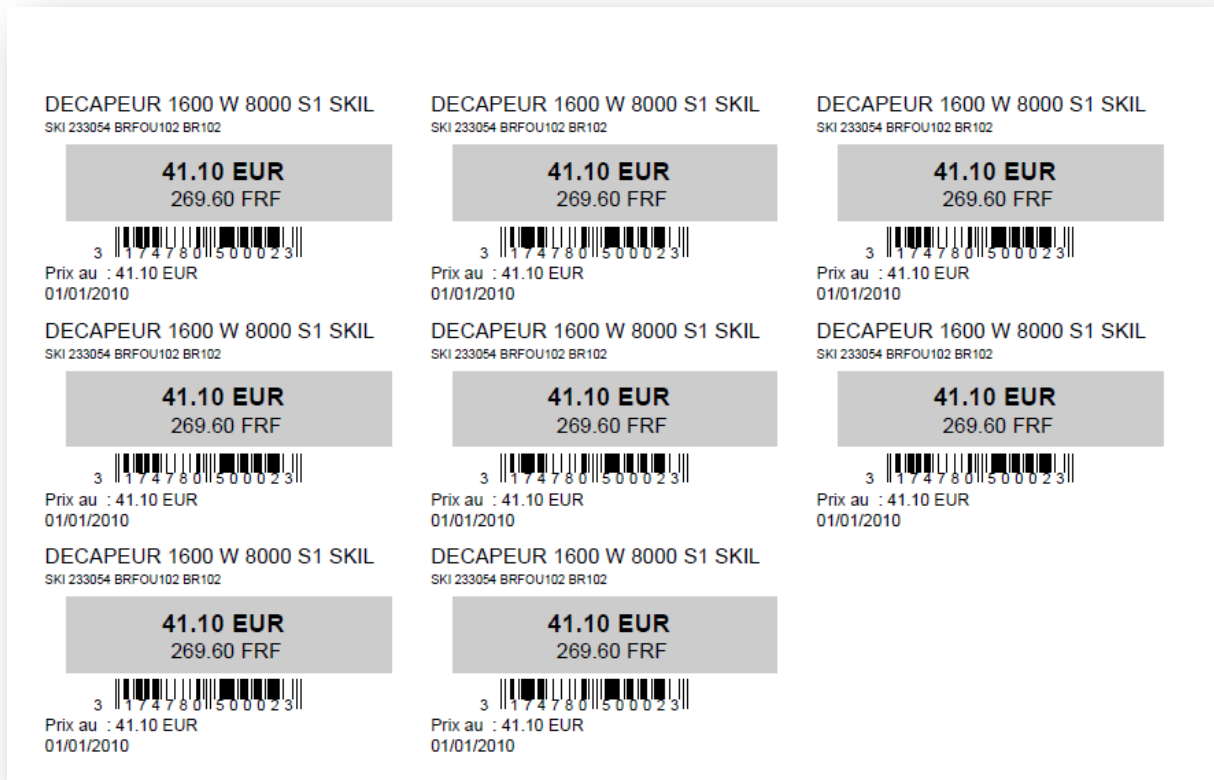 DECAPEUR 1600 W 8000 S1 SKIL
SKI 233054 BRFOU102 BR102
41.10 EUR
269.60 FRF
3 174780 500023
Prix au : 41.10 EUR
01/01/2010
DECAPEUR 1600 W 8000 S1 SKIL
SKI 233054 BRFOU102 BR102
41.10 EUR
269.60 FRF
3 174780 500023
Prix au : 41.10 EUR
01/01/2010
DECAPEUR 1600 W 8000 S1 SKIL
SKI 233054 BRFOU102 BR102
41.10 EUR
269.60 FRF
3 174780 500023
Prix au : 41.10 EUR
01/01/2010
DECAPEUR 1600 W 8000 S1 SKIL
SKI 233054 BRFOU102 BR102
41.10 EUR
269.60 FRF
3 174780 500023
Prix au : 41.10 EUR
01/01/2010
DECAPEUR 1600 W 8000 S1 SKIL
SKI 233054 BRFOU102 BR102
41.10 EUR
269.60 FRF
3 174780 500023
Prix au : 41.10 EUR
01/01/2010
DECAPEUR 1600 W 8000 S1 SKIL
SKI 233054 BRFOU102 BR102
41.10 EUR
269.60 FRF
3 174780 500023
Prix au : 41.10 EUR
01/01/2010
DECAPEUR 1600 W 8000 S1 SKIL
SKI 233054 BRFOU102 BR102
41.10 EUR
269.60 FRF
3 174780 500023
Prix au : 41.10 EUR
01/01/2010
DECAPEUR 1600 W 8000 S1 SKIL
SKI 233054 BRFOU102 BR102
41.10 EUR
269.60 FRF
3 174780 500023
Prix au : 41.10 EUR
01/01/2010